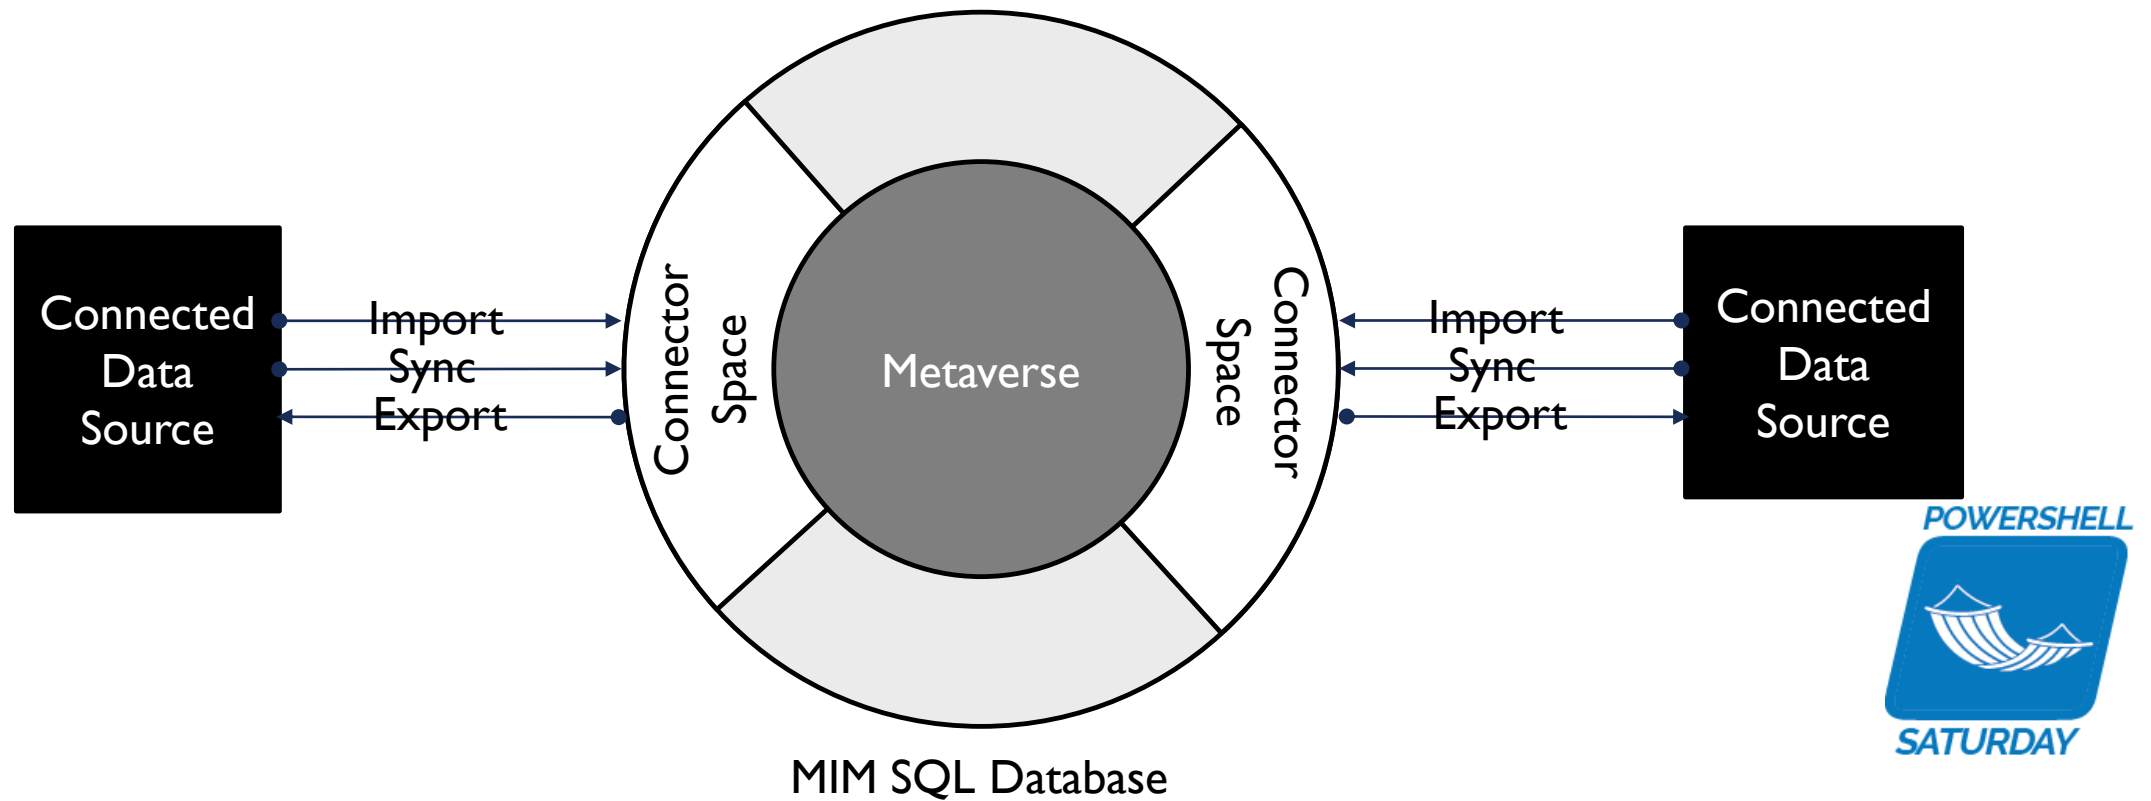 Connected
Data
Source
Import
Sync
Export
Connector
Space
Metaverse
Connector
Space
Import
Sync
Export
Connected
Data
Source
POWERSHELL
SATURDAY
MIM SQL Database